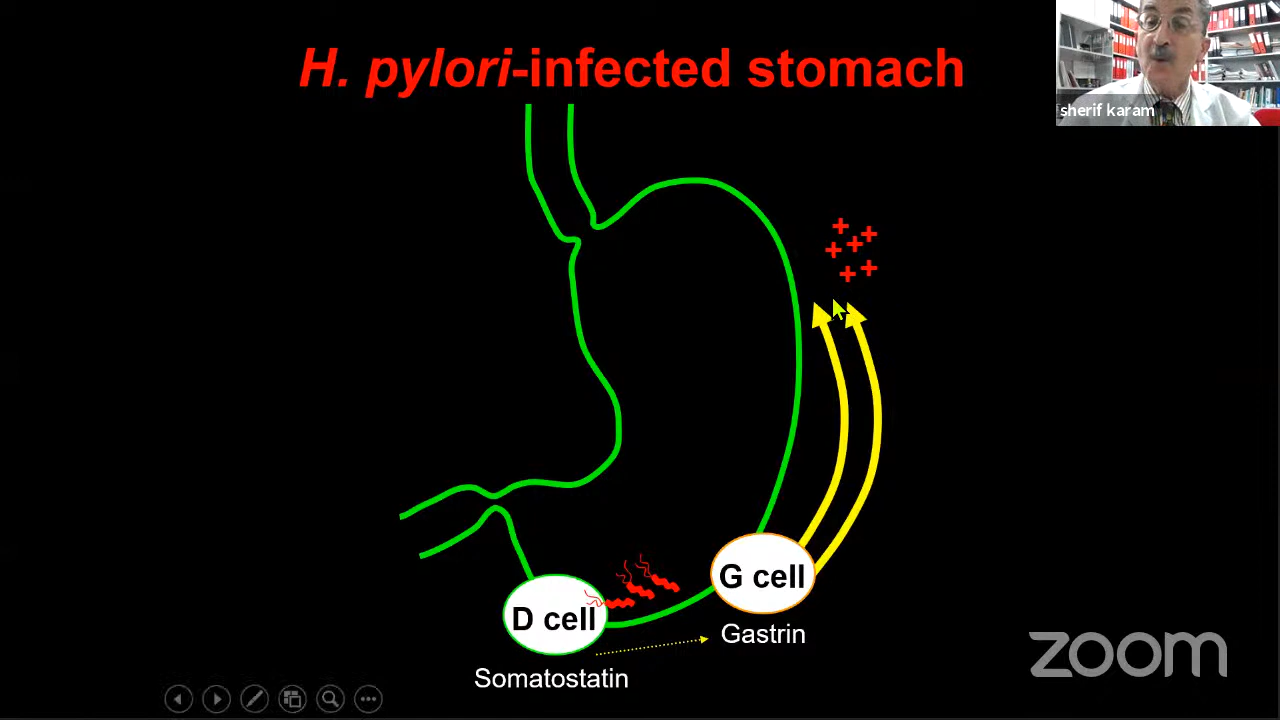 H. pylori-infected stomach
sherif karam
D cell
G cell
Gastrin
Somatostatin
zoom